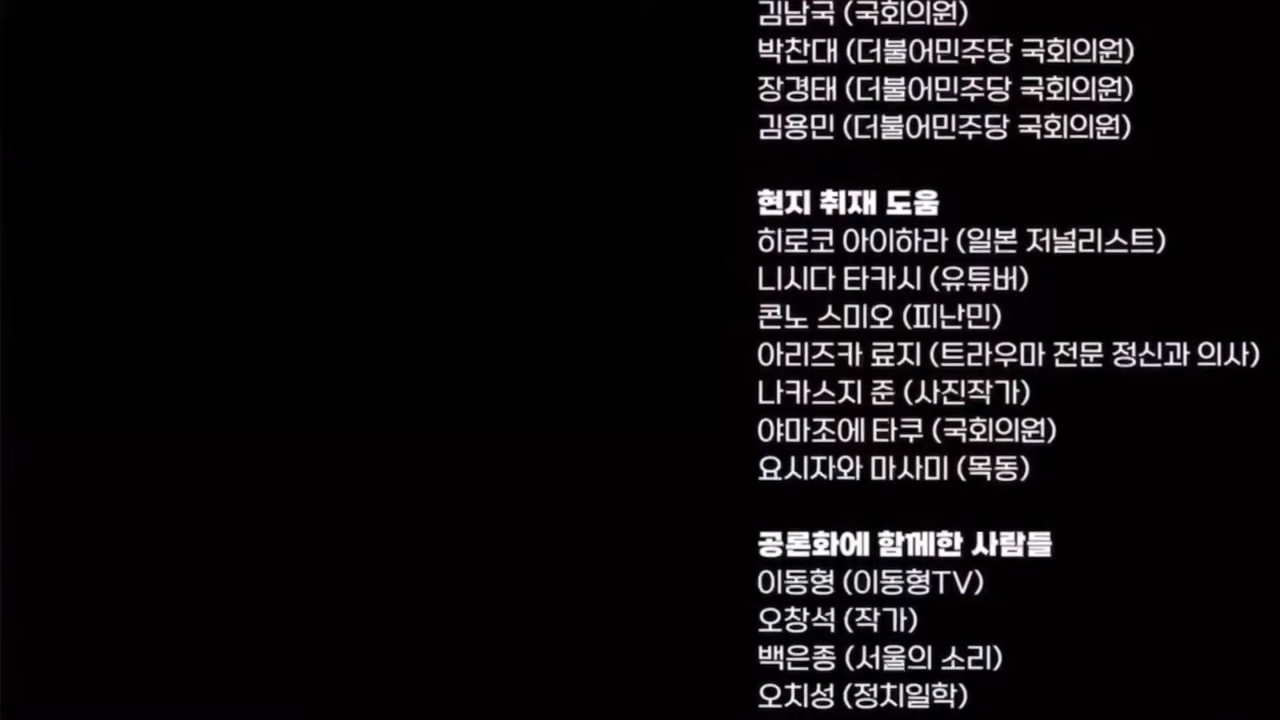 김남국 (국회의원)
박찬대 (더불어민주당 국회의원)
장경태 (더불어민주당 국회의원)
김용민 (더불어민주당 국회의원)
현지 취재 도움
히로코 아이하라 (일본 저널리스트)
니시다 타카시 (유튜버)
콘노 스미오 (피난민)
아리즈카 료지 (트라우마 전문 정신과 의사)
나카스지 준 (사진작가)
야마조에 타쿠 (국회의원)
요시자와 마사미 (목동)
공론화에 함께한 사람들
이동형 (이동형TV)
오창석 (작가)
백은종 (서울의 소리)
오치성 (정치일학)